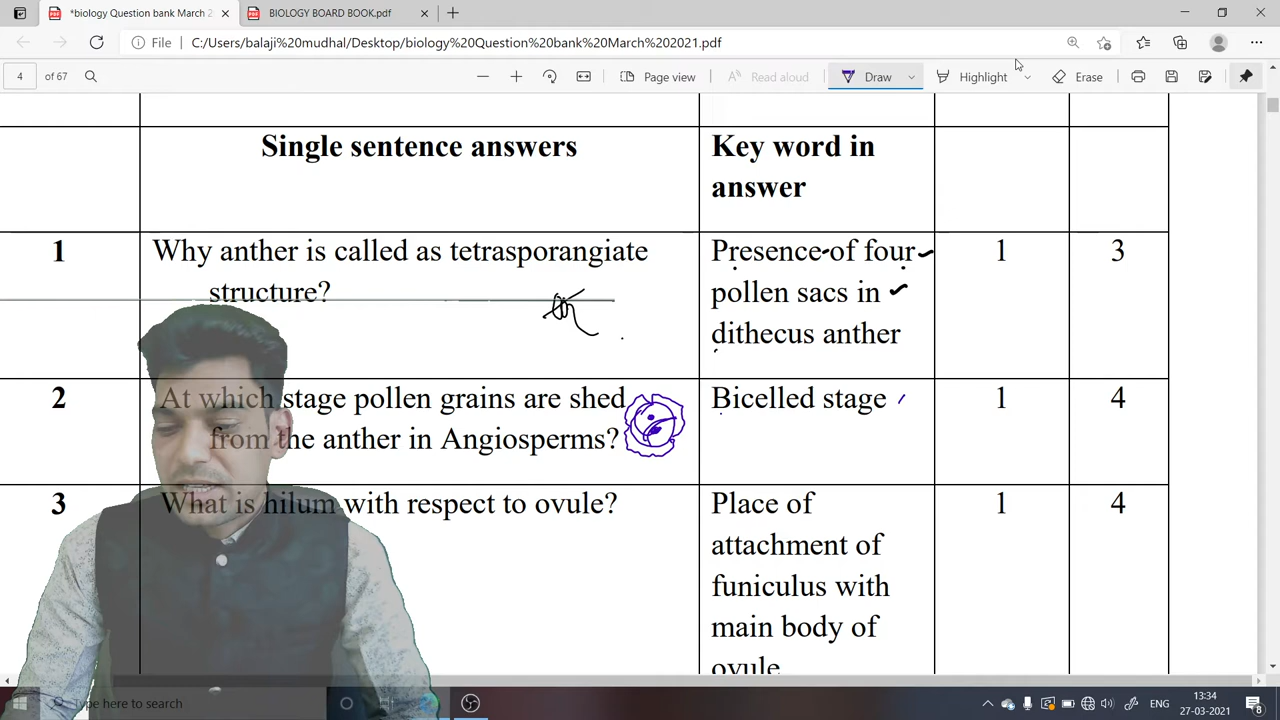 *biology Question bank March 2
BIOLOGY BOARD BOOK.pdf
File
C:/Users/balaji%20mudhal/Desktop/biology%20Question%20bank%20March%202021.pdf
4
of 67
Page view
Read aloud
Draw
Highlight
Erase
Single sentence answers
Key word in
answer
1
Why anther is called as tetrasporangiate
structure?
Presence of four
pollen sacs in
dithecus anther
1
3
2
At which stage pollen grains are shed
from the anther in Angiosperms?
Bicelled stage
1
4
3
What is hilum with respect to ovule?
Place of
attachment of
funiculus with
main body of
ovule
1
4
Type here to search
ENG
13:34
27-03-2021
8